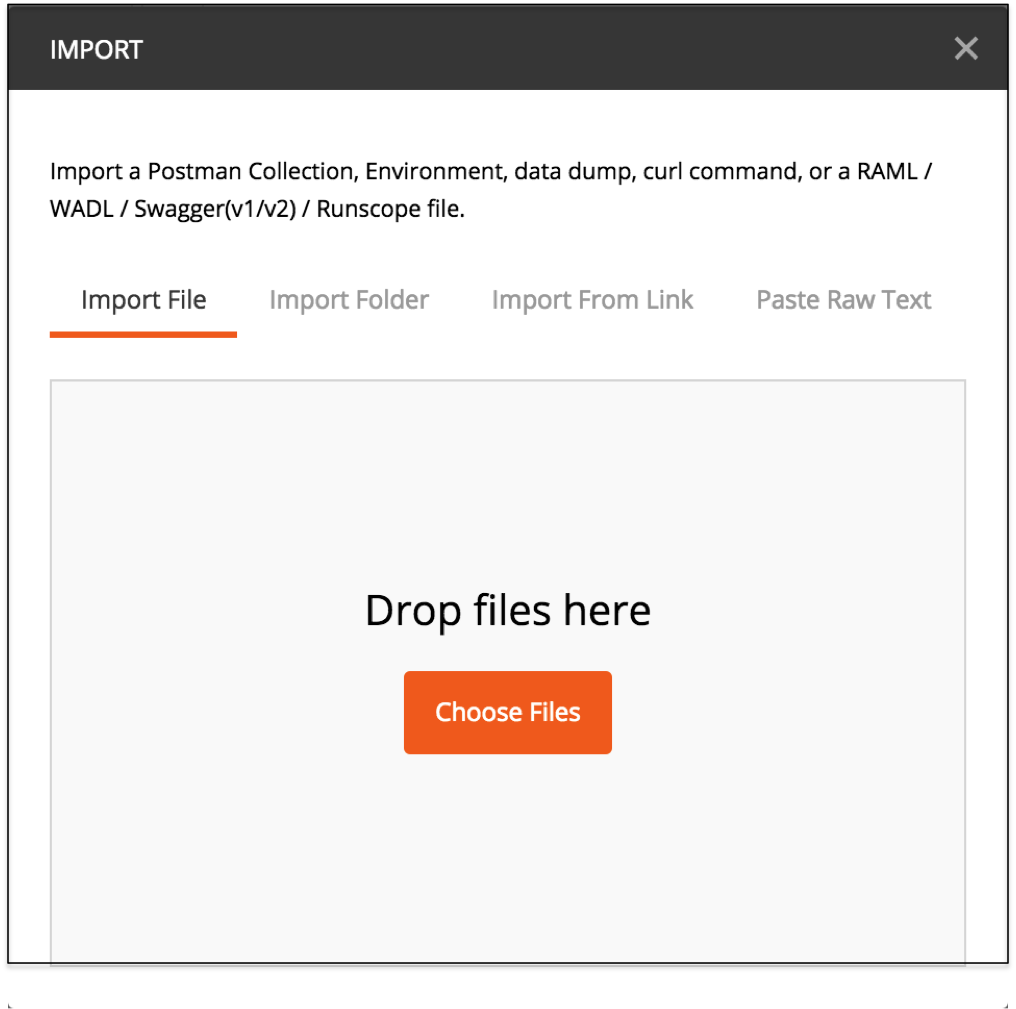 IMPORT
Import a Postman Collection, Environment, data dump, curl command, or a RAML /
WADL / Swagger(v1/v2) / Runscope file.
Import File Import Folder Import From Link Paste Raw Text
Drop files here
Choose Files